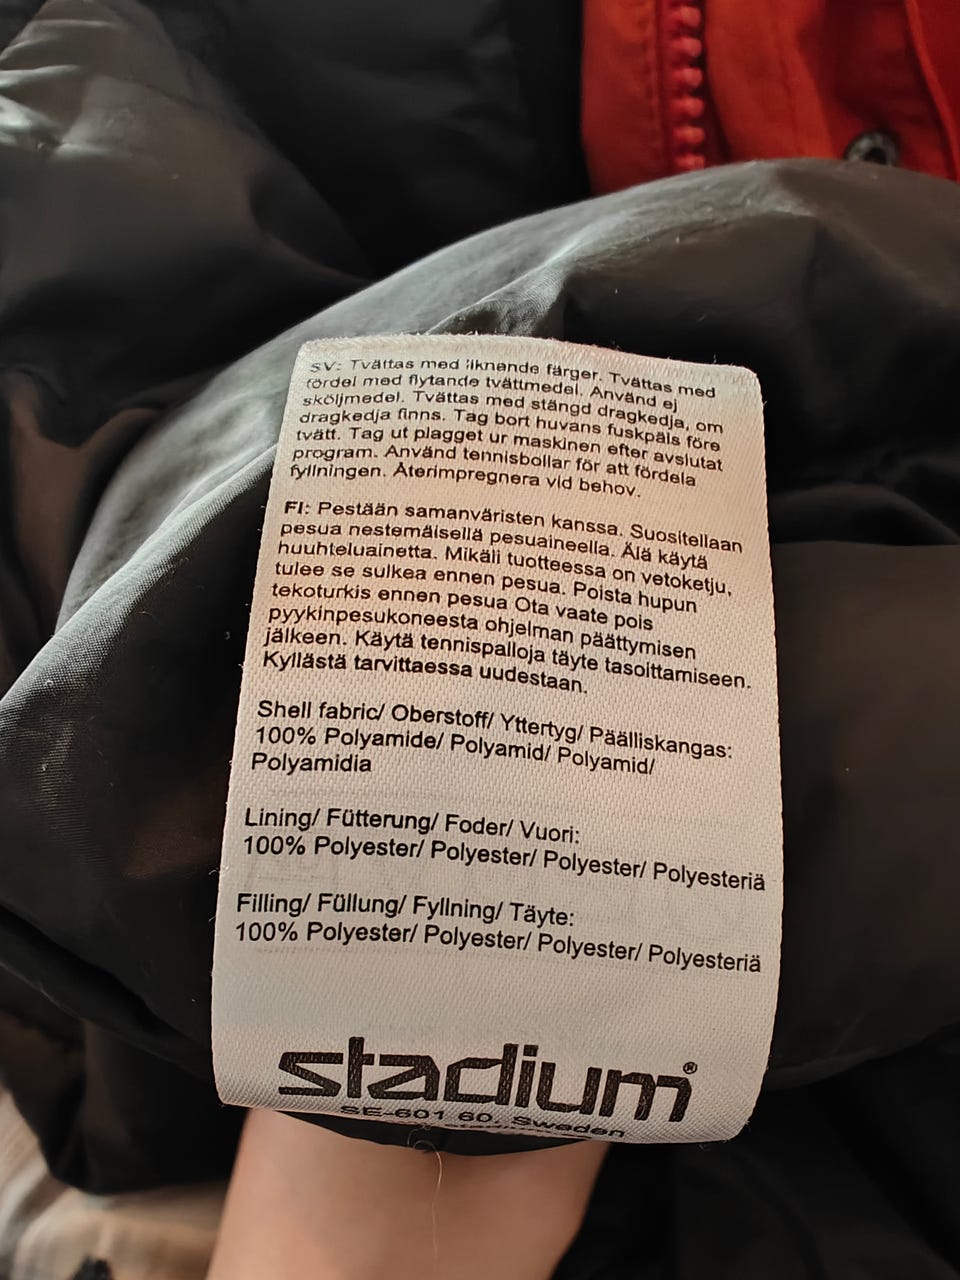 SV: Tvättas med liknande färger. Tvättas med
fördel med flytande tvättmedel. Använd ej
sköljmedel. Tvättas med stängd dragkedja, om
dragkedja finns. Tag bort huvans fuskpäls före
tvätt. Tag ut plagget ur maskinen efter avslutat
program. Använd tennisbollar för att fördela
fyllningen. Återimpregnera vid behov.
FI: Pestään samanväristen kanssa. Suositellaan
pesua nestemäisellä pesuaineella. Älä käytä
huuhteluainetta. Mikäli tuotteessa on vetoketju,
tulee se sulkea ennen pesua. Poista hupun
tekoturkis ennen pesua Ota vaate pois
pyykinpesukoneesta ohjelman päättymisen
jälkeen. Käytä tennispalloja täyte tasoittamiseen.
Kyllästä tarvittaessa uudestaan.
Shell fabric/ Oberstoff/ Yttertyg/ Päälliskangas:
100% Polyamide/ Polyamid/ Polyamid/
Polyamidia
Lining/ Fütterung/ Foder/ Vuori:
100% Polyester/ Polyester/ Polyester/ Polyesteriä
Filling/ Füllung/ Fyllning/ Täyte:
100% Polyester/ Polyester/ Polyester/ Polyesteriä
stadium®
SE-601 60, Sweden